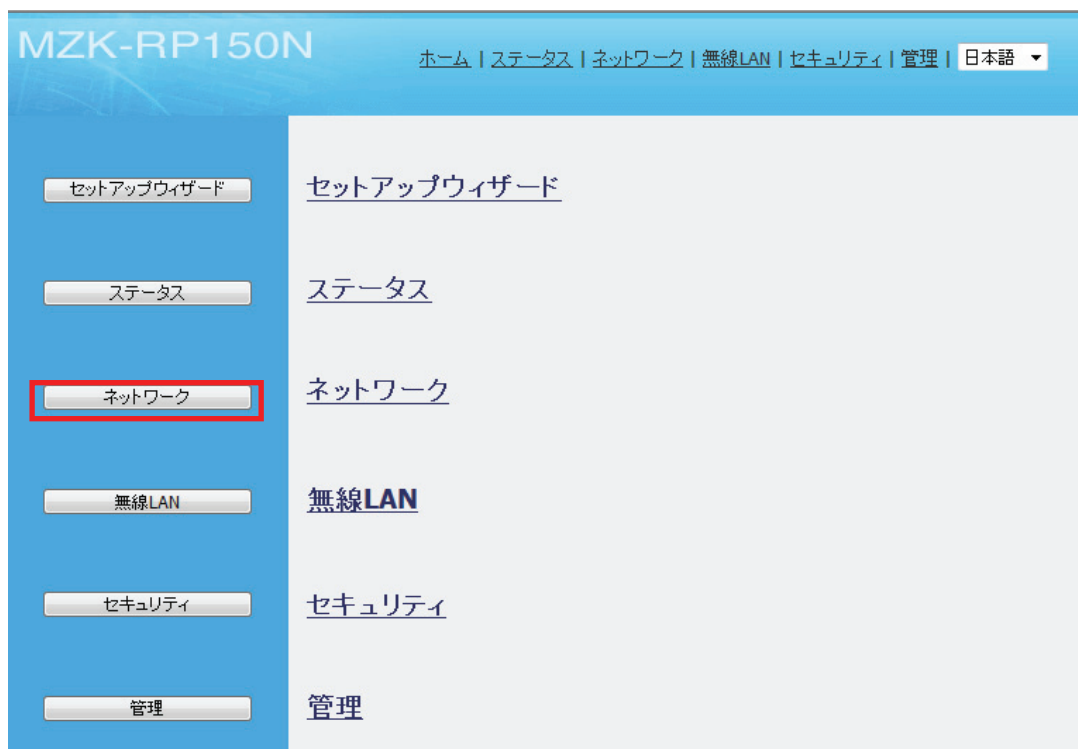 MZK-RP150N
ホーム | ステータス | ネットワーク | 無線LAN | セキュリティ | 管理 | 日本語
セットアップウィザード
セットアップウィザード
ステータス
ステータス
ネットワーク
ネットワーク
無線LAN
無線LAN
セキュリティ
セキュリティ
管理
管理